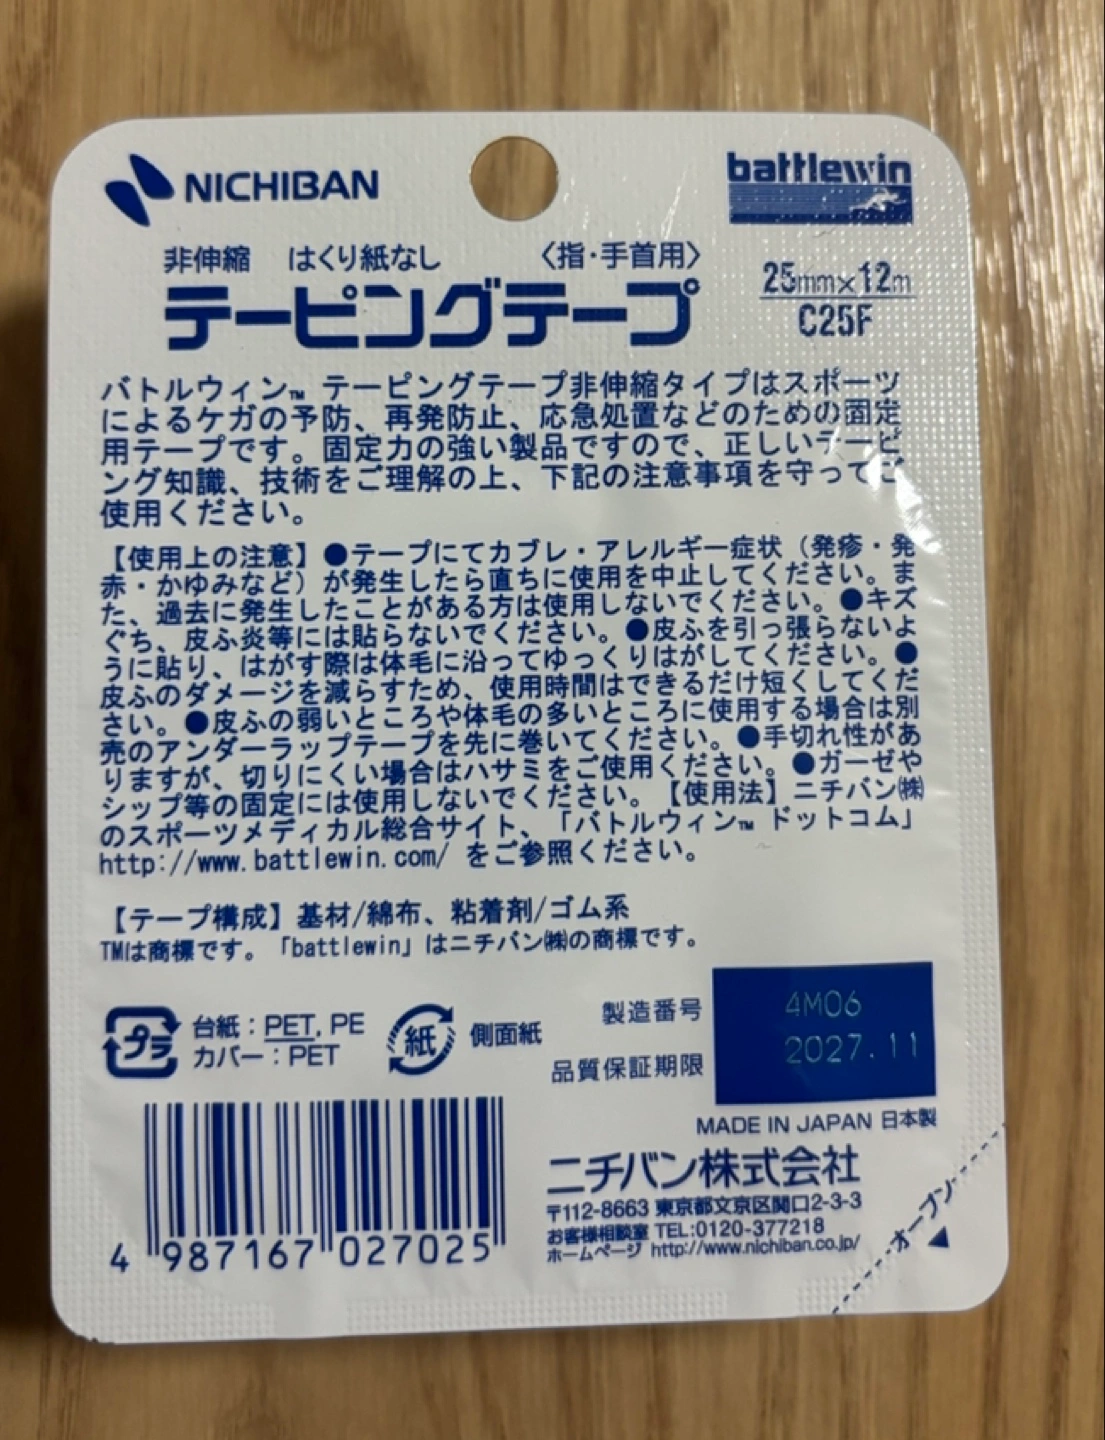 NICHIBAN
battlewin
非伸縮 はくり紙なし 〈指・手首用〉
テーピングテープ
25mm×12m
C25F
バトルウィン™ テーピングテープ非伸縮タイプはスポーツ
によるケガの予防、再発防止、応急処置などのための固定
用テープです。固定力の強い製品ですので、正しいテーピ
ング知識、技術をご理解の上、下記の注意事項を守ってご
使用ください。
【使用上の注意】●テープにてカブレ・アレルギー症状（発疹・発
赤・かゆみなど）が発生したら直ちに使用を中止してください。ま
た、過去に発生したことがある方は使用しないでください。●キズ
ぐち、皮ふ炎等には貼らないでください。●皮ふを引っ張らないよ
うに貼り、はがす際は体毛に沿ってゆっくりはがしてください。●
皮ふのダメージを減らすため、使用時間はできるだけ短くしてくだ
さい。●皮ふの弱いところや体毛の多いところに使用する場合は別
売のアンダーラップテープを先に巻いてください。●手切れ性があ
りますが、切りにくい場合はハサミをご使用ください。●ガーゼや
シップ等の固定には使用しないでください。【使用法】ニチバン㈱
のスポーツメディカル総合サイト、「バトルウィン™ ドットコム」
http://www.battlewin.com/ をご参照ください。
【テープ構成】基材/綿布、粘着剤/ゴム系
TMは商標です。「battlewin」はニチバン㈱の商標です。
プラ
台紙：PET, PE
カバー：PET
紙
側面紙
製造番号 4M06
品質保証期限 2027.11
MADE IN JAPAN 日本製
ニチバン株式会社
〒112-8663 東京都文京区関口2-3-3
お客様相談室 TEL:0120-377218
ホームページ http://www.nichiban.co.jp/
オープン
4 987167 027025